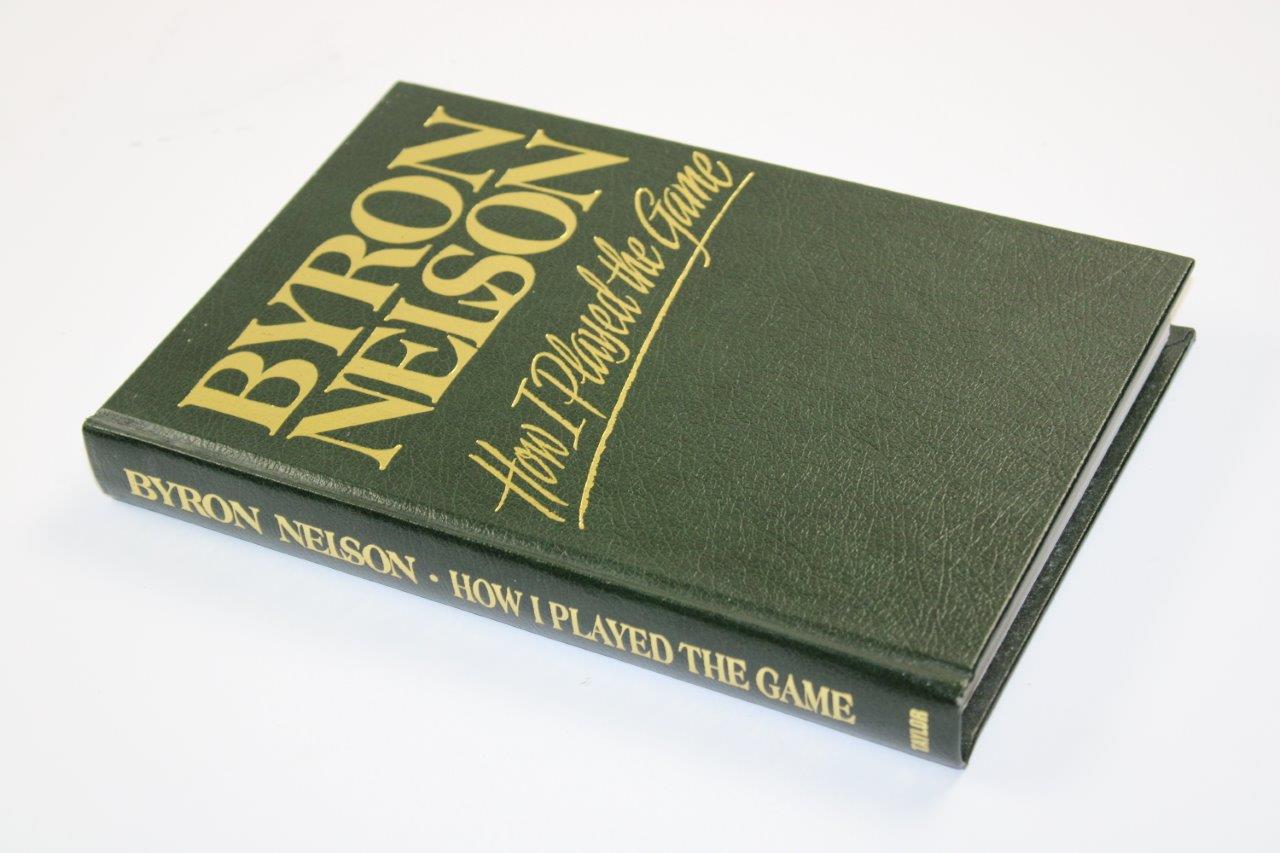 BYRON
NELSON
How I Played the Game
BYRON NELSON · HOW I PLAYED THE GAME
TAYLOR